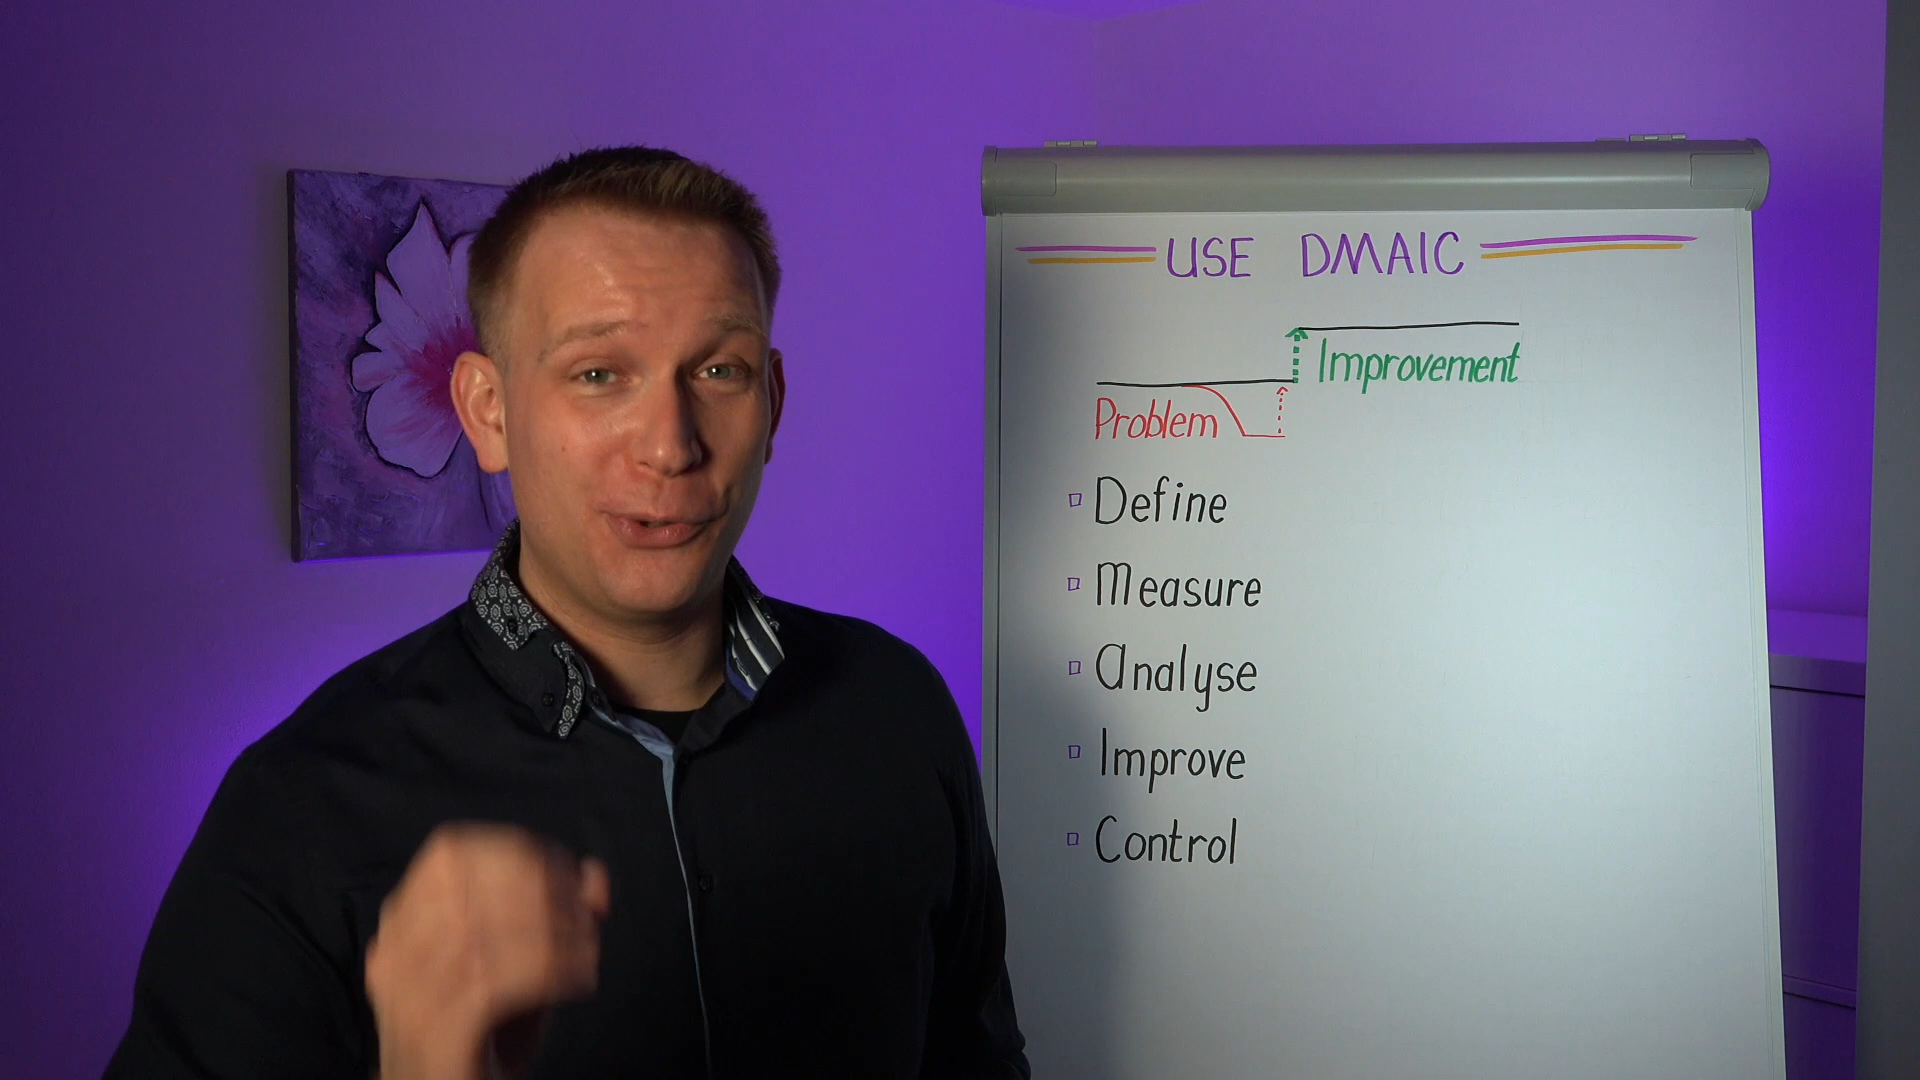 USE DMAIC
Improvement
Problem
Define
Measure
Analyse
Improve
Control